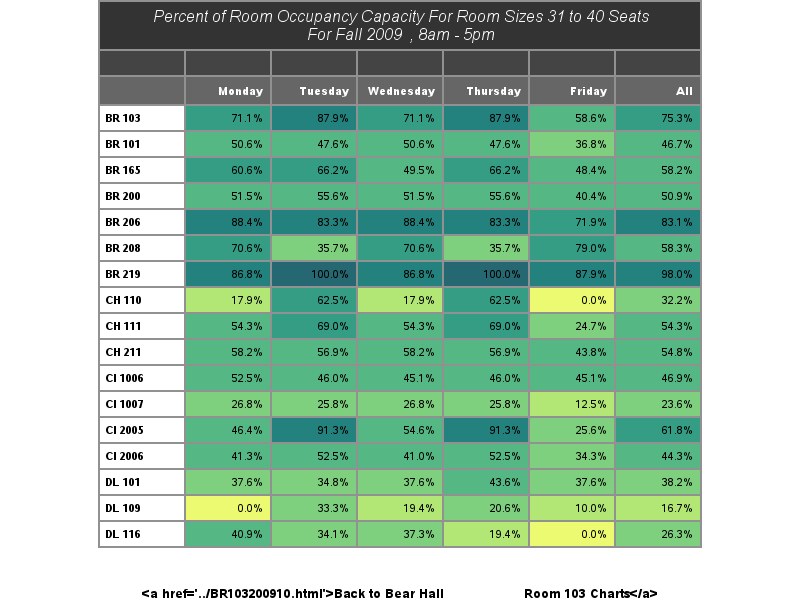 Percent of Room Occupancy Capacity For Room Sizes 31 to 40 Seats
For Fall 2009 , 8am - 5pm
Monday Tuesday Wednesday Thursday Friday All
BR 103 71.1% 87.9% 71.1% 87.9% 58.6% 75.3%
BR 101 50.6% 47.6% 50.6% 47.6% 36.8% 46.7%
BR 165 60.6% 66.2% 49.5% 66.2% 48.4% 58.2%
BR 200 51.5% 55.6% 51.5% 55.6% 40.4% 50.9%
BR 206 88.4% 83.3% 88.4% 83.3% 71.9% 83.1%
BR 208 70.6% 35.7% 70.6% 35.7% 79.0% 58.3%
BR 219 86.8% 100.0% 86.8% 100.0% 87.9% 98.0%
CH 110 17.9% 62.5% 17.9% 62.5% 0.0% 32.2%
CH 111 54.3% 69.0% 54.3% 69.0% 24.7% 54.3%
CH 211 58.2% 56.9% 58.2% 56.9% 43.8% 54.8%
CI 1006 52.5% 46.0% 45.1% 46.0% 45.1% 46.9%
CI 1007 26.8% 25.8% 26.8% 25.8% 12.5% 23.6%
CI 2005 46.4% 91.3% 54.6% 91.3% 25.6% 61.8%
CI 2006 41.3% 52.5% 41.0% 52.5% 34.3% 44.3%
DL 101 37.6% 34.8% 37.6% 43.6% 37.6% 38.2%
DL 109 0.0% 33.3% 19.4% 20.6% 10.0% 16.7%
DL 116 40.9% 34.1% 37.3% 19.4% 0.0% 26.3%
<a href='../BR103200910.html'>Back to Bear Hall Room 103 Charts</a>